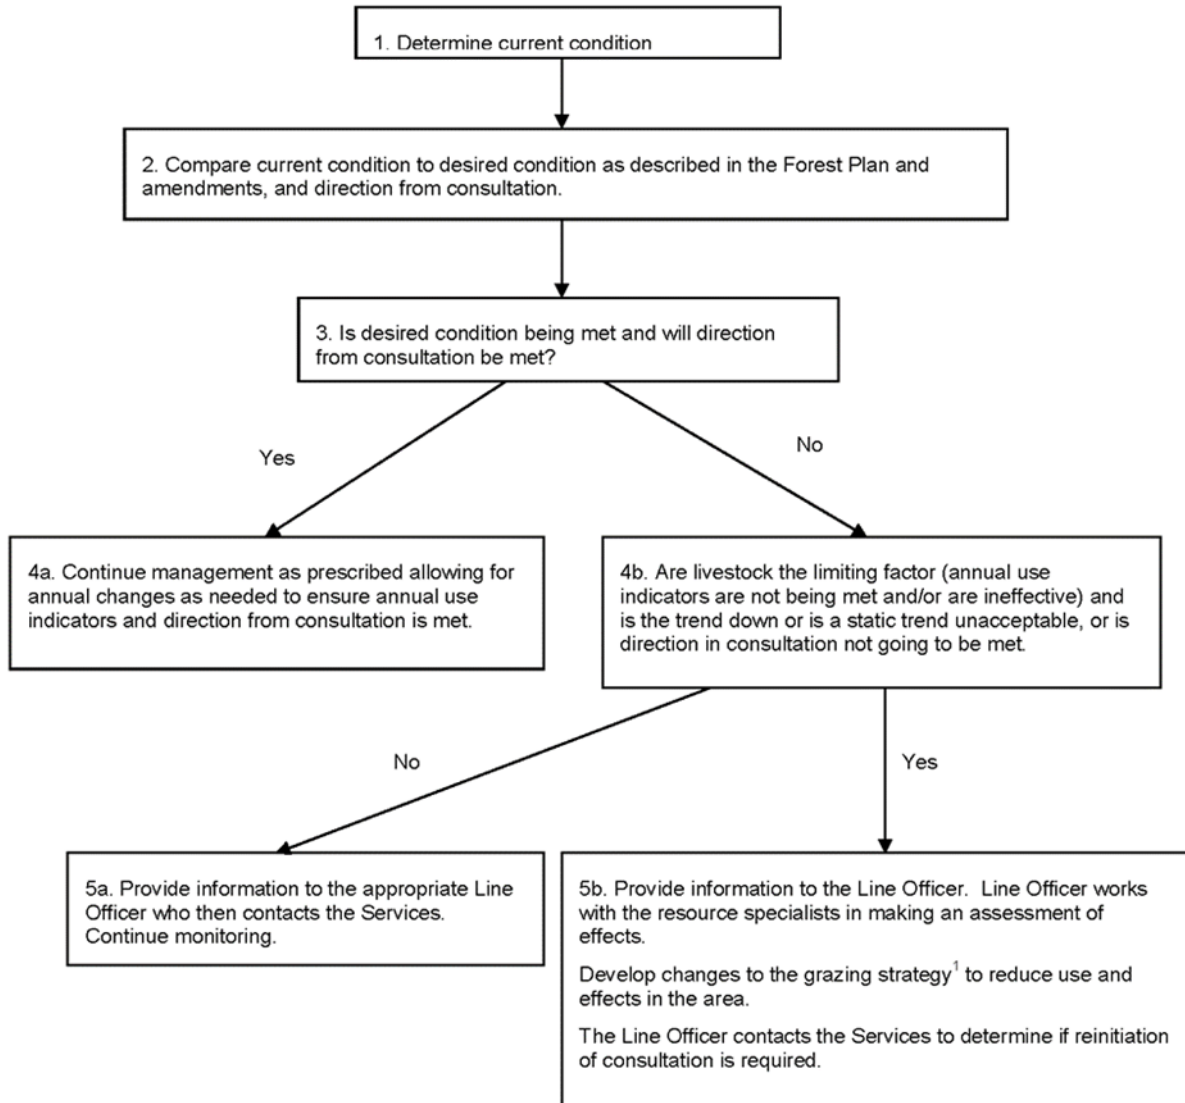 1. Determine current condition
2. Compare current condition to desired condition as described in the Forest Plan and
amendments, and direction from consultation.
3. Is desired condition being met and will direction
from consultation be met?
Yes
No
4a. Continue management as prescribed allowing for
annual changes as needed to ensure annual use
indicators and direction from consultation is met.
4b. Are livestock the limiting factor (annual use
indicators are not being met and/or are ineffective) and
is the trend down or is a static trend unacceptable, or is
direction in consultation not going to be met.
No
Yes
5a. Provide information to the appropriate Line
Officer who then contacts the Services.
Continue monitoring.
5b. Provide information to the Line Officer.  Line Officer works
with the resource specialists in making an assessment of
effects.
Develop changes to the grazing strategy¹ to reduce use and
effects in the area.
The Line Officer contacts the Services to determine if reinitiation
of consultation is required.